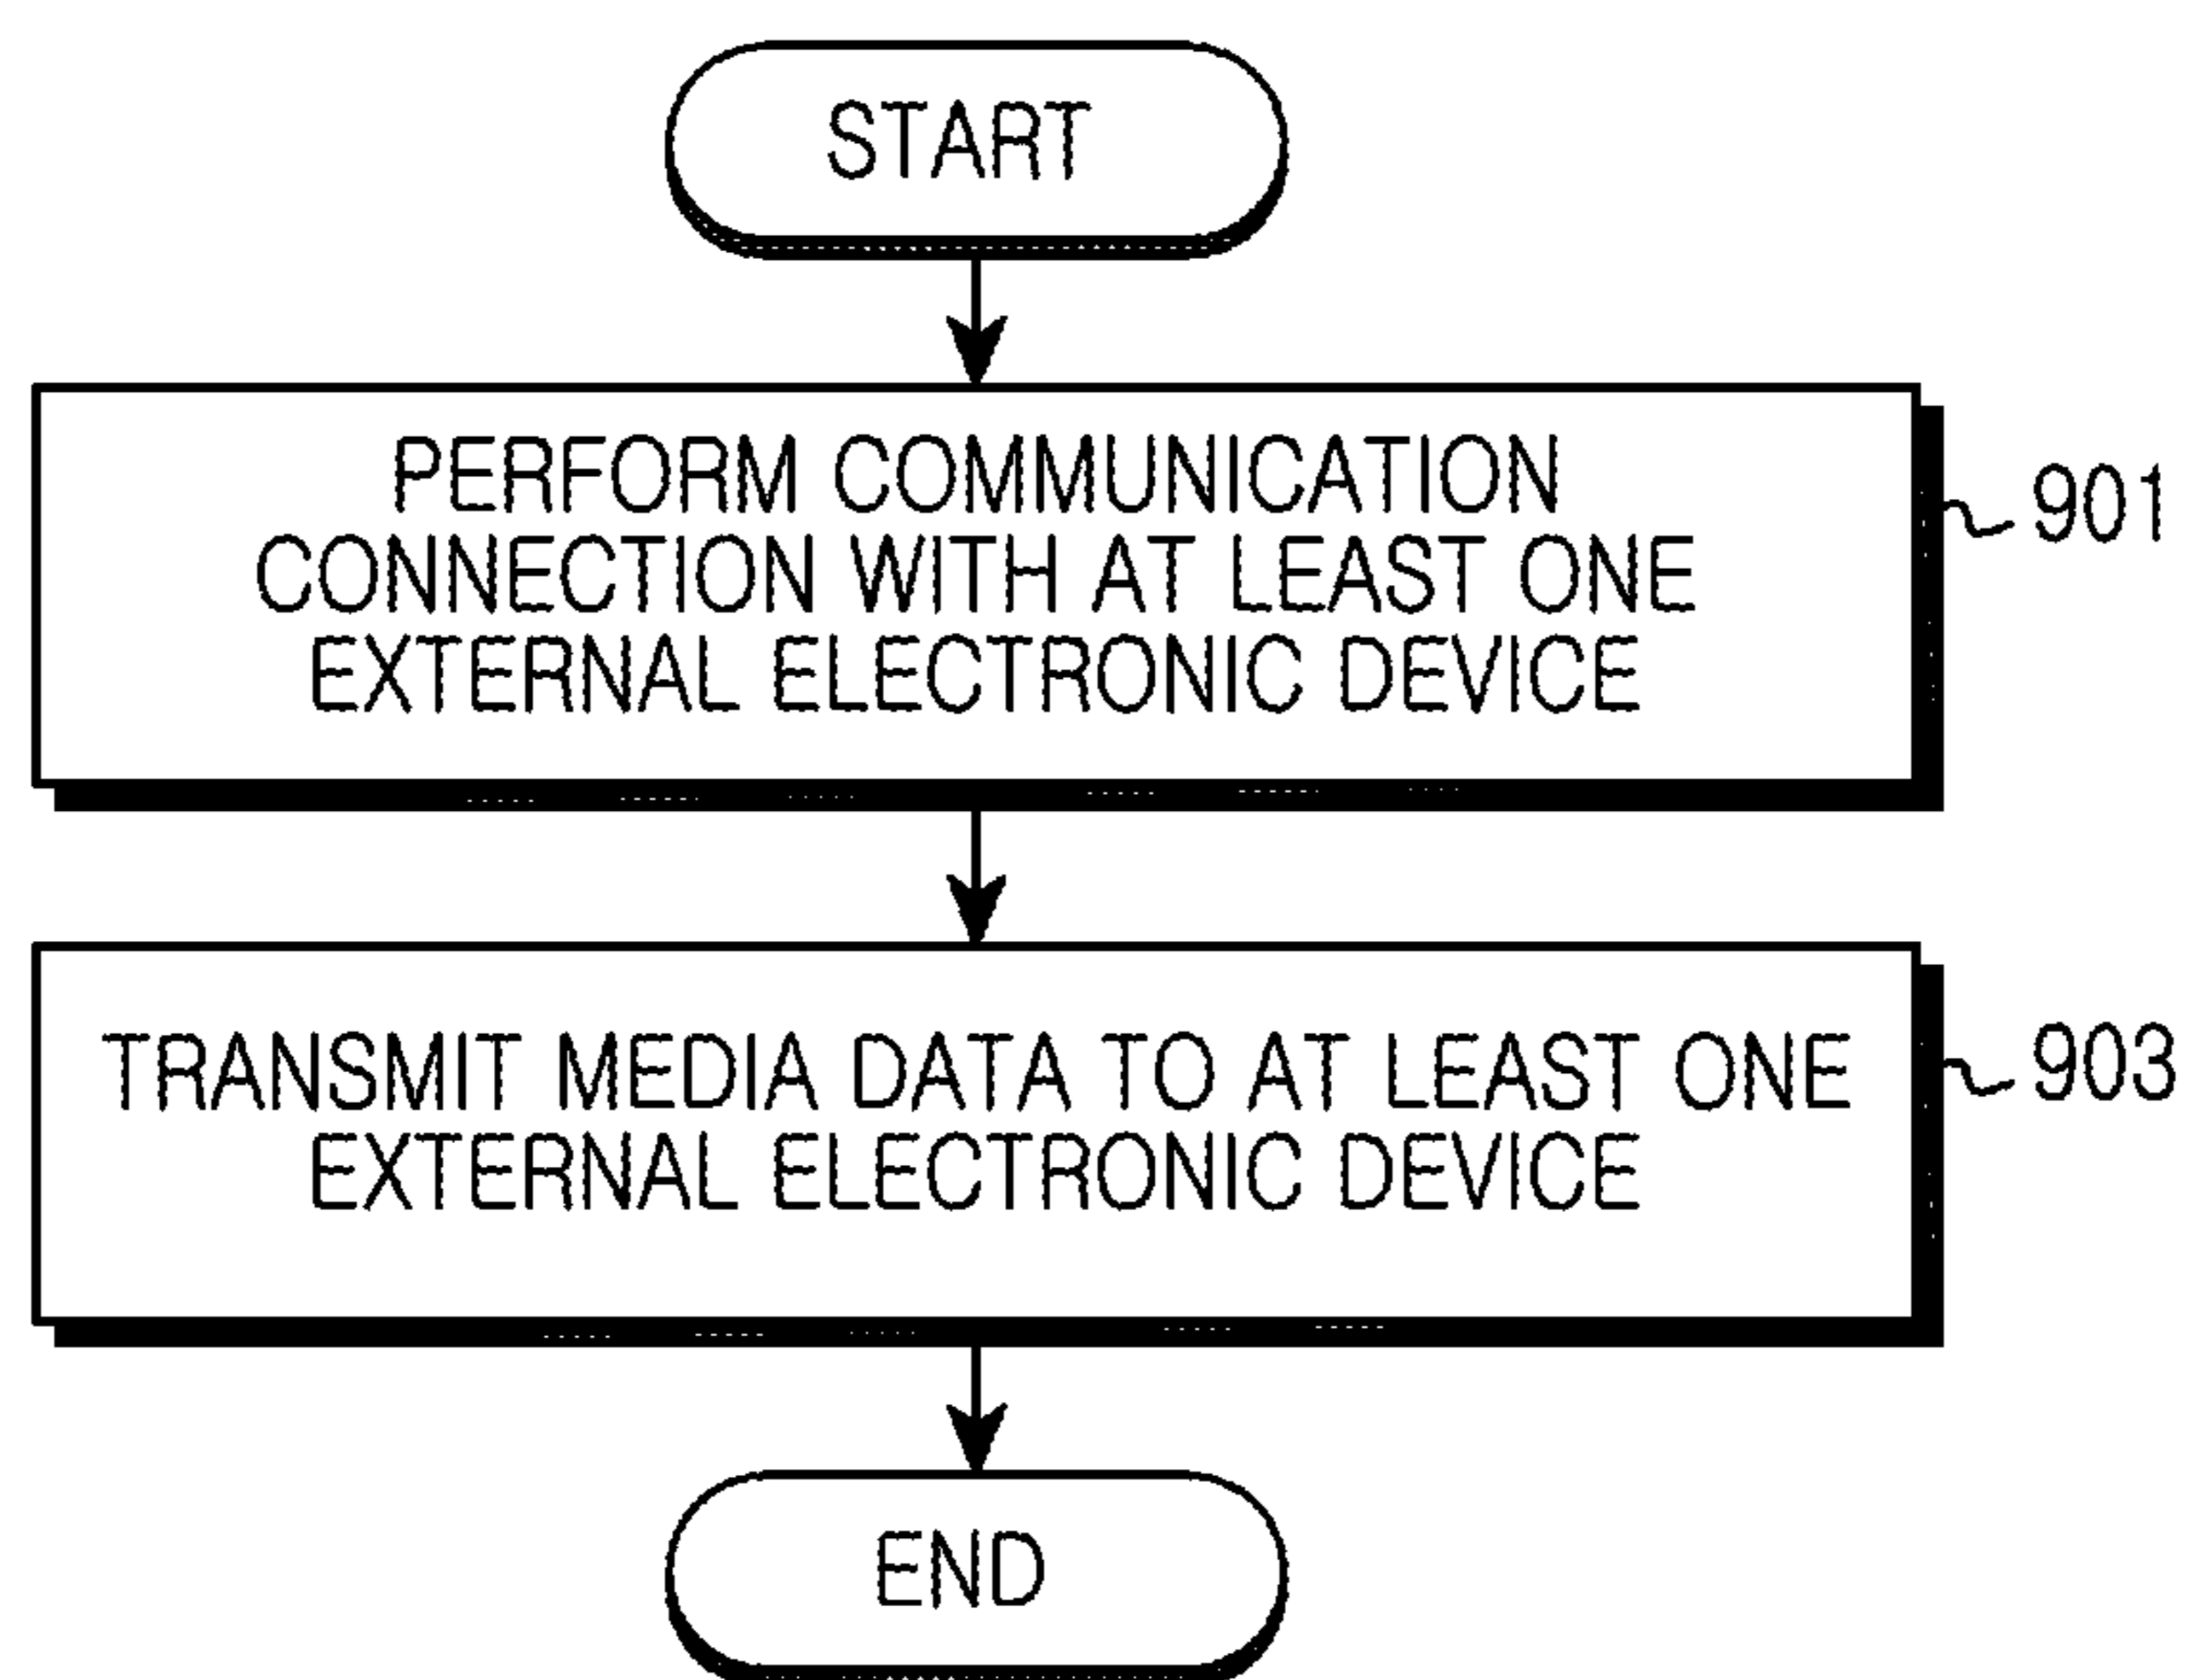 START
PERFORM COMMUNICATION
CONNECTION WITH AT LEAST ONE
EXTERNAL ELECTRONIC DEVICE
901
TRANSMIT MEDIA DATA TO AT LEAST ONE
EXTERNAL ELECTRONIC DEVICE
903
END